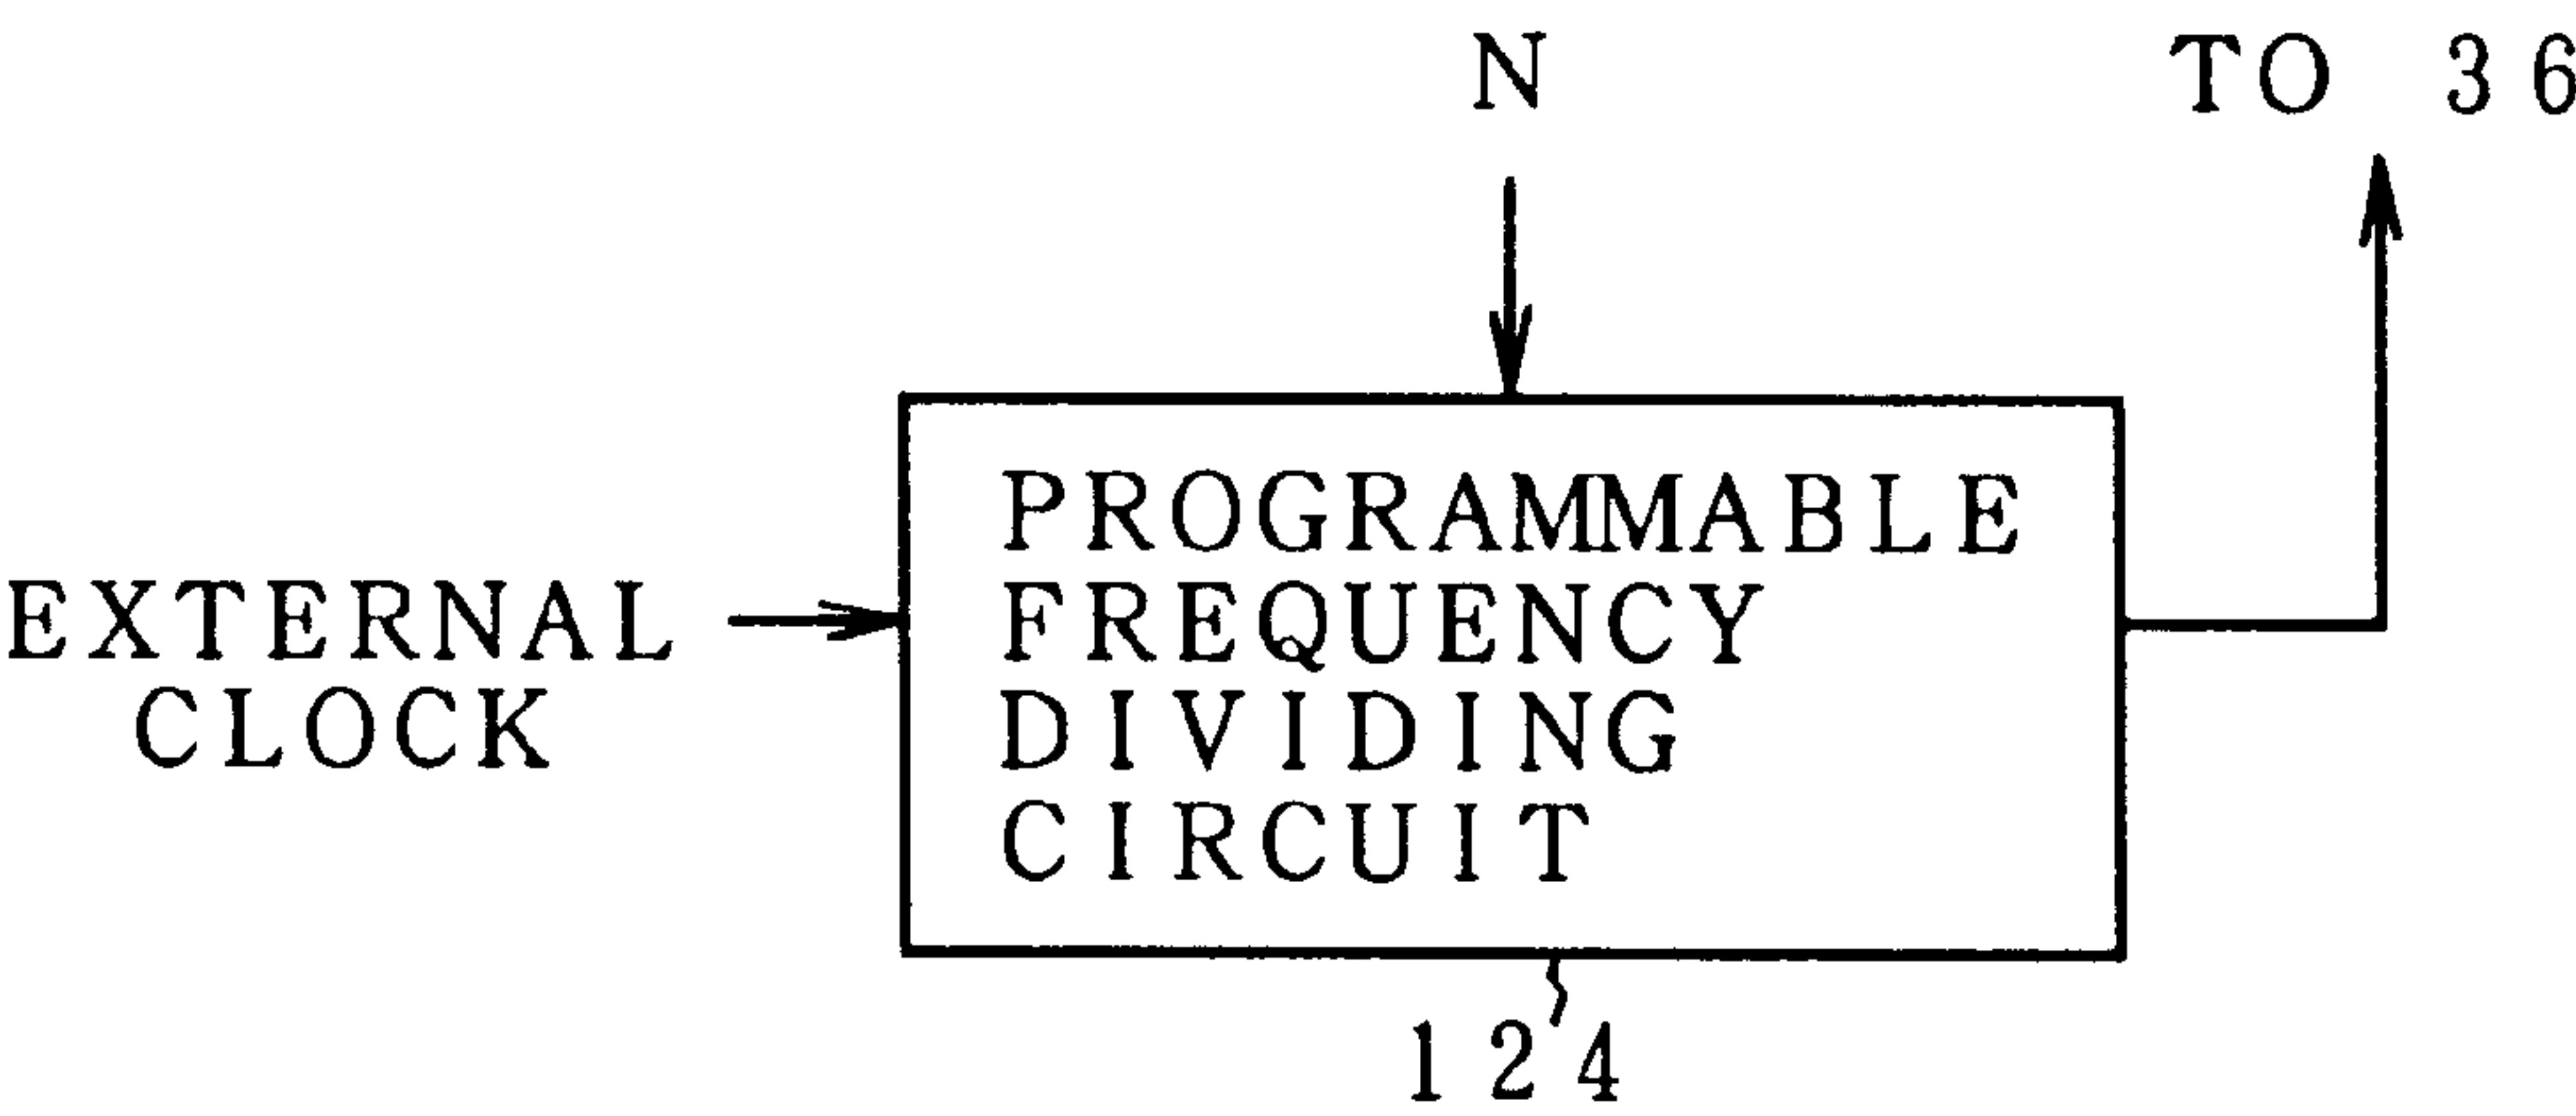 N
TO 36
EXTERNAL
CLOCK
PROGRAMMABLE
FREQUENCY
DIVIDING
CIRCUIT
124